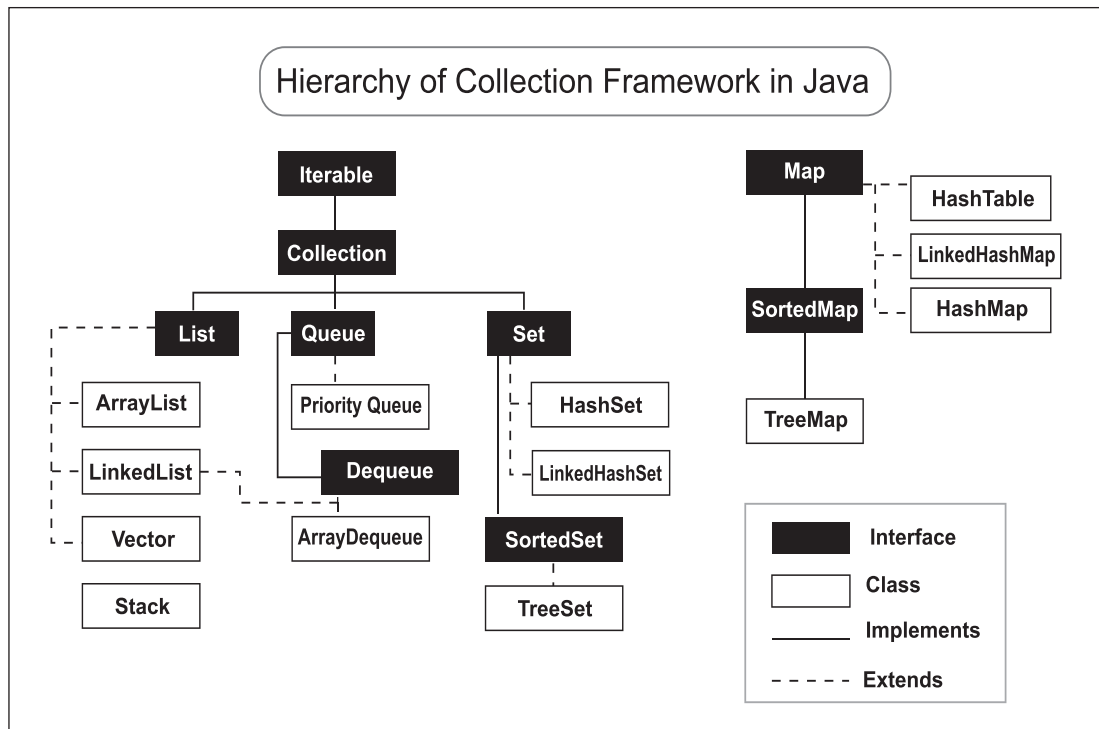 Hierarchy of Collection Framework in Java
Iterable
Collection
List
Queue
Set
ArrayList
LinkedList
Vector
Stack
Priority Queue
Dequeue
ArrayDequeue
HashSet
LinkedHashSet
SortedSet
TreeSet
Map
HashTable
LinkedHashMap
HashMap
SortedMap
TreeMap
Interface
Class
Implements
Extends